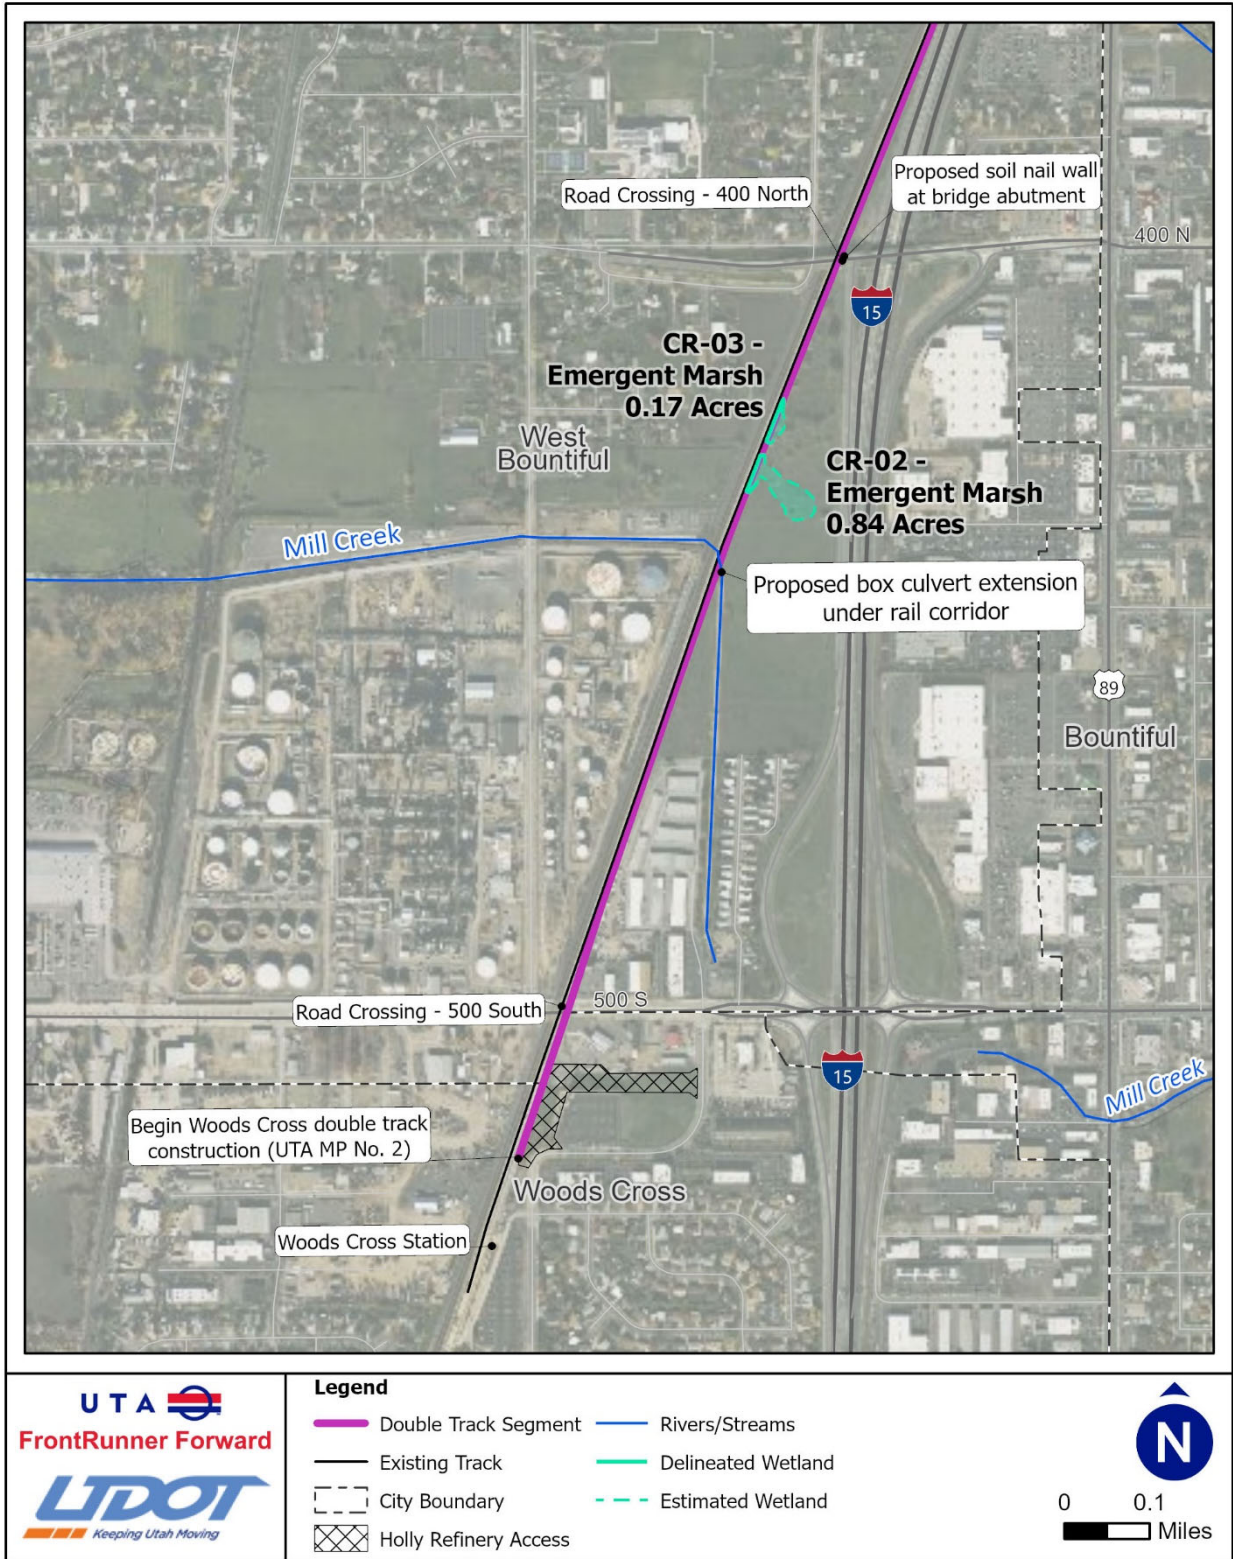 Proposed soil nail wall
at bridge abutment
Road Crossing - 400 North
400 N
15
CR-03 -
Emergent Marsh
0.17 Acres
West
Bountiful
CR-02 -
Emergent Marsh
0.84 Acres
Mill Creek
Proposed box culvert extension
under rail corridor
89
Bountiful
500 S
Road Crossing - 500 South
15
Mill Creek
Begin Woods Cross double track
construction (UTA MP No. 2)
Woods Cross
Woods Cross Station
UTA
FrontRunner Forward
UDOT
Keeping Utah Moving
Legend
Double Track Segment
Existing Track
City Boundary
Holly Refinery Access
Rivers/Streams
Delineated Wetland
Estimated Wetland
N
0 0.1
Miles